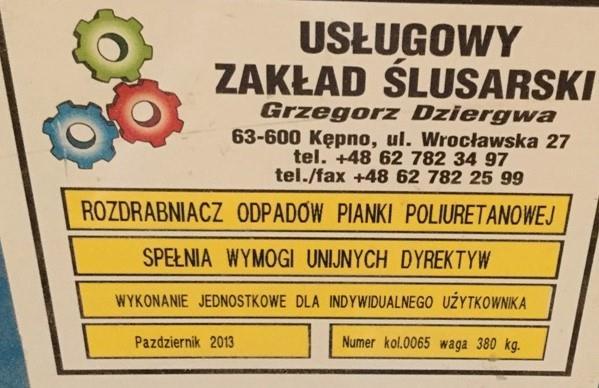 USŁUGOWY
ZAKŁAD ŚLUSARSKI
Grzegorz Dziergwa
63-600 Kępno, ul. Wrocławska 27
tel. +48 62 782 34 97
tel./fax +48 62 782 25 99
ROZDRABNIACZ ODPADÓW PIANKI POLIURETANOWEJ
SPEŁNIA WYMOGI UNIJNYCH DYREKTYW
WYKONANIE JEDNOSTKOWE DLA INDYWIDUALNEGO UŻYTKOWNIKA
Pazdziernik 2013
Numer kol.0065 waga 380 kg.